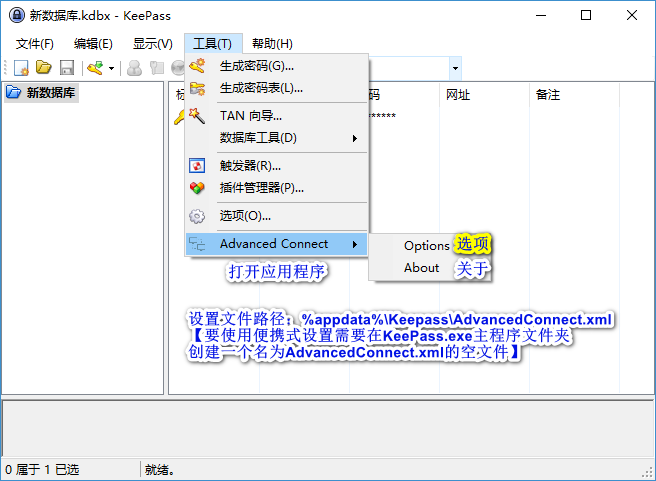 新数据库.kdbx - KeePass
文件(F) 编辑(E) 显示(V) 工具(T) 帮助(H)
新数据库
码 网址 备注
******
生成密码(G)...
生成密码表(L)...
TAN 向导...
数据库工具(D)
触发器(R)...
插件管理器(P)...
选项(O)...
Advanced Connect
Options 选项
About 关于
打开应用程序
设置文件路径：%appdata%\Keepass\AdvancedConnect.xml
【要使用便携式设置需要在KeePass.exe主程序文件夹
创建一个名为AdvancedConnect.xml的空文件】
0 属于 1 已选 就绪。